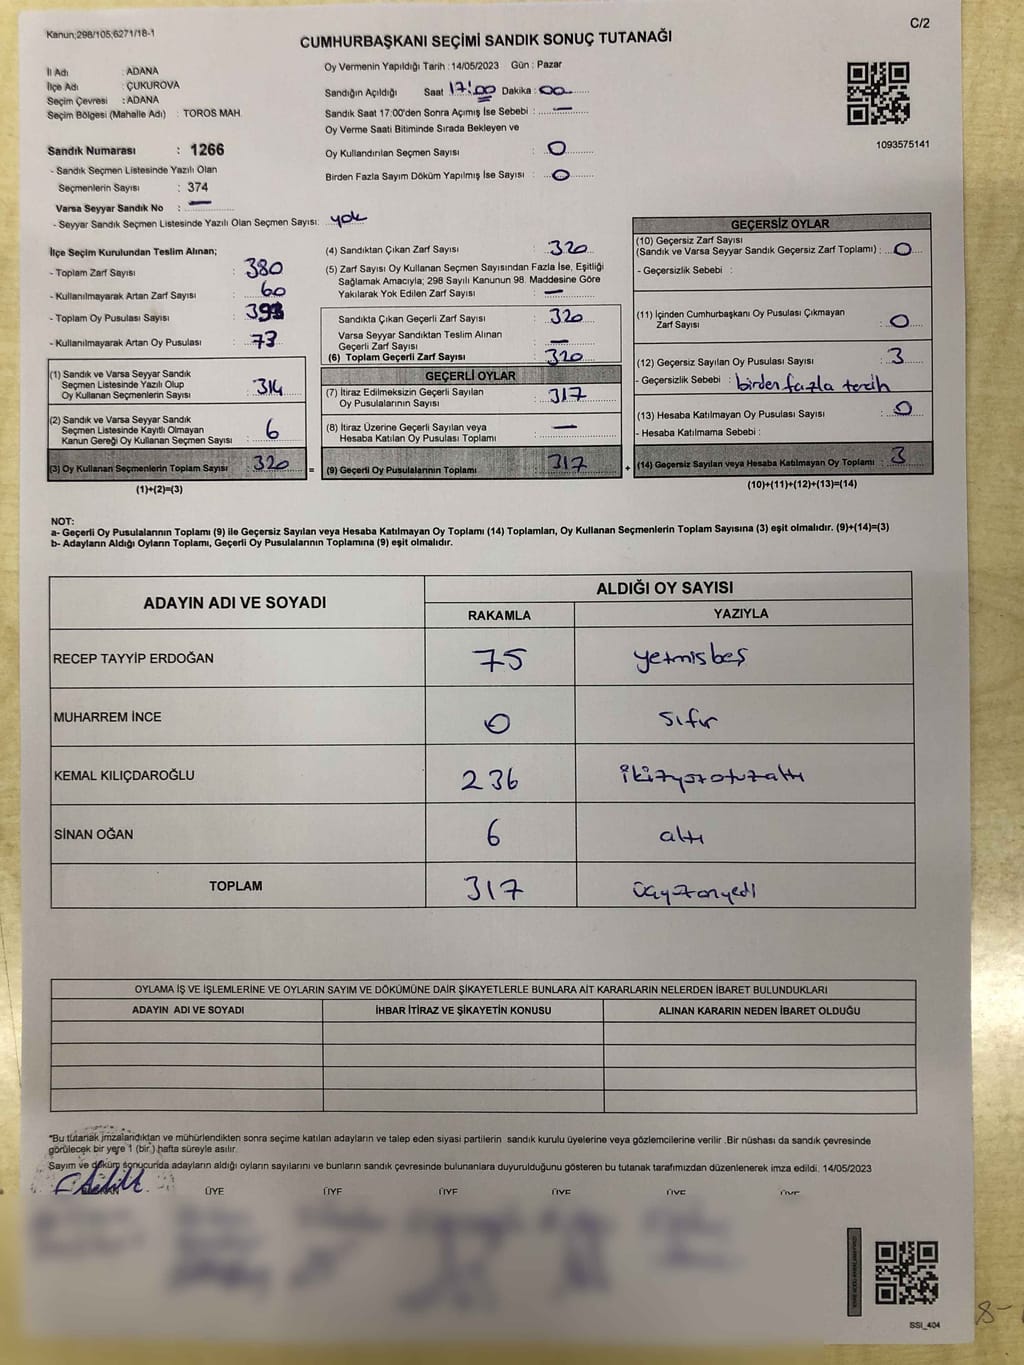 Kanun;298/105;6271/18-1
C/2
CUMHURBAŞKANI SEÇİMİ SANDIK SONUÇ TUTANAĞI
İl Adı : ADANA
İlçe Adı : ÇUKUROVA
Seçim Çevresi : ADANA
Seçim Bölgesi (Mahalle Adı) : TOROS MAH
Sandık Numarası : 1266
- Sandık Seçmen Listesinde Yazılı Olan
Seçmenlerin Sayısı : 374
Varsa Seyyar Sandık No : —
- Seyyar Sandık Seçmen Listesinde Yazılı Olan Seçmen Sayısı: yok
Oy Vermenin Yapıldığı Tarih : 14/05/2023 Gün : Pazar
Sandığın Açıldığı Saat 17:00 Dakika : 00
Sandık Saat 17:00'den Sonra Açımış İse Sebebi : —
Oy Verme Saati Bitiminde Sırada Bekleyen ve
Oy Kullandırılan Seçmen Sayısı : 0
Birden Fazla Sayım Döküm Yapılmış İse Sayısı : 0
1093575141
İlçe Seçim Kurulundan Teslim Alınan;
- Toplam Zarf Sayısı : 380
- Kullanılmayarak Artan Zarf Sayısı : 60
- Toplam Oy Pusulası Sayısı : 393
- Kullanılmayarak Artan Oy Pusulası : 73
(1) Sandık ve Varsa Seyyar Sandık
Seçmen Listesinde Yazılı Olup
Oy Kullanan Seçmenlerin Sayısı : 314
(2) Sandık ve Varsa Seyyar Sandık
Seçmen Listesinde Kayıtlı Olmayan
Kanun Gereği Oy Kullanan Seçmen Sayısı : 6
(3) Oy Kullanan Seçmenlerin Toplam Sayısı : 320
(1)+(2)=(3)
(4) Sandıktan Çıkan Zarf Sayısı : 320
(5) Zarf Sayısı Oy Kullanan Seçmen Sayısından Fazla İse, Eşitliği
Sağlamak Amacıyla; 298 Sayılı Kanunun 98. Maddesine Göre
Yakılarak Yok Edilen Zarf Sayısı : —
Sandıkta Çıkan Geçerli Zarf Sayısı : 320
Varsa Seyyar Sandıktan Teslim Alınan
Geçerli Zarf Sayısı : —
(6) Toplam Geçerli Zarf Sayısı : 320
GEÇERLİ OYLAR
(7) İtiraz Edilmeksizin Geçerli Sayılan
Oy Pusulalarının Sayısı : 317
(8) İtiraz Üzerine Geçerli Sayılan veya
Hesaba Katılan Oy Pusulası Toplamı : —
= (9) Geçerli Oy Pusulalarının Toplamı : 317
GEÇERSİZ OYLAR
(10) Geçersiz Zarf Sayısı
(Sandık ve Varsa Seyyar Sandık Geçersiz Zarf Toplamı) : 0
- Geçersizlik Sebebi :
(11) İçinden Cumhurbaşkanı Oy Pusulası Çıkmayan
Zarf Sayısı : 0
(12) Geçersiz Sayılan Oy Pusulası Sayısı : 3
- Geçersizlik Sebebi : birden fazla tercih
(13) Hesaba Katılmayan Oy Pusulası Sayısı : 0
- Hesaba Katılmama Sebebi :
+ (14) Geçersiz Sayılan veya Hesaba Katılmayan Oy Toplamı : 3
(10)+(11)+(12)+(13)=(14)
NOT:
a- Geçerli Oy Pusulalarının Toplamı (9) ile Geçersiz Sayılan veya Hesaba Katılmayan Oy Toplamı (14) Toplamları, Oy Kullanan Seçmenlerin Toplam Sayısına (3) eşit olmalıdır. (9)+(14)=(3)
b- Adayların Aldığı Oyların Toplamı, Geçerli Oy Pusulalarının Toplamına (9) eşit olmalıdır.
ADAYIN ADI VE SOYADI
ALDIĞI OY SAYISI
RAKAMLA YAZIYLA
RECEP TAYYİP ERDOĞAN 75 yetmişbeş
MUHARREM İNCE 0 sıfır
KEMAL KILIÇDAROĞLU 236 ikiyüzotuzaltı
SİNAN OĞAN 6 altı
TOPLAM 317 üçyüzonyedi
OYLAMA İŞ VE İŞLEMLERİNE VE OYLARIN SAYIM VE DÖKÜMÜNE DAİR ŞİKAYETLERLE BUNLARA AİT KARARLARIN NELERDEN İBARET BULUNDUKLARI
ADAYIN ADI VE SOYADI İHBAR İTİRAZ VE ŞİKAYETİN KONUSU ALINAN KARARIN NEDEN İBARET OLDUĞU
*Bu tutanak imzalandıktan ve mühürlendikten sonra seçime katılan adayların ve talep eden siyasi partilerin sandık kurulu üyelerine veya gözlemcilerine verilir .Bir nüshası da sandık çevresinde
görülecek bir yere 1 (bir ) hafta süreyle asılır.
Sayım ve döküm sonucunda adayların aldığı oyların sayılarını ve bunların sandık çevresinde bulunanlara duyurulduğunu gösteren bu tutanak tarafımızdan düzenlenerek imza edildi. 14/05/2023
ÜYE ÜYE ÜYE ÜYE ÜYE ÜYE
SSI_404
8-